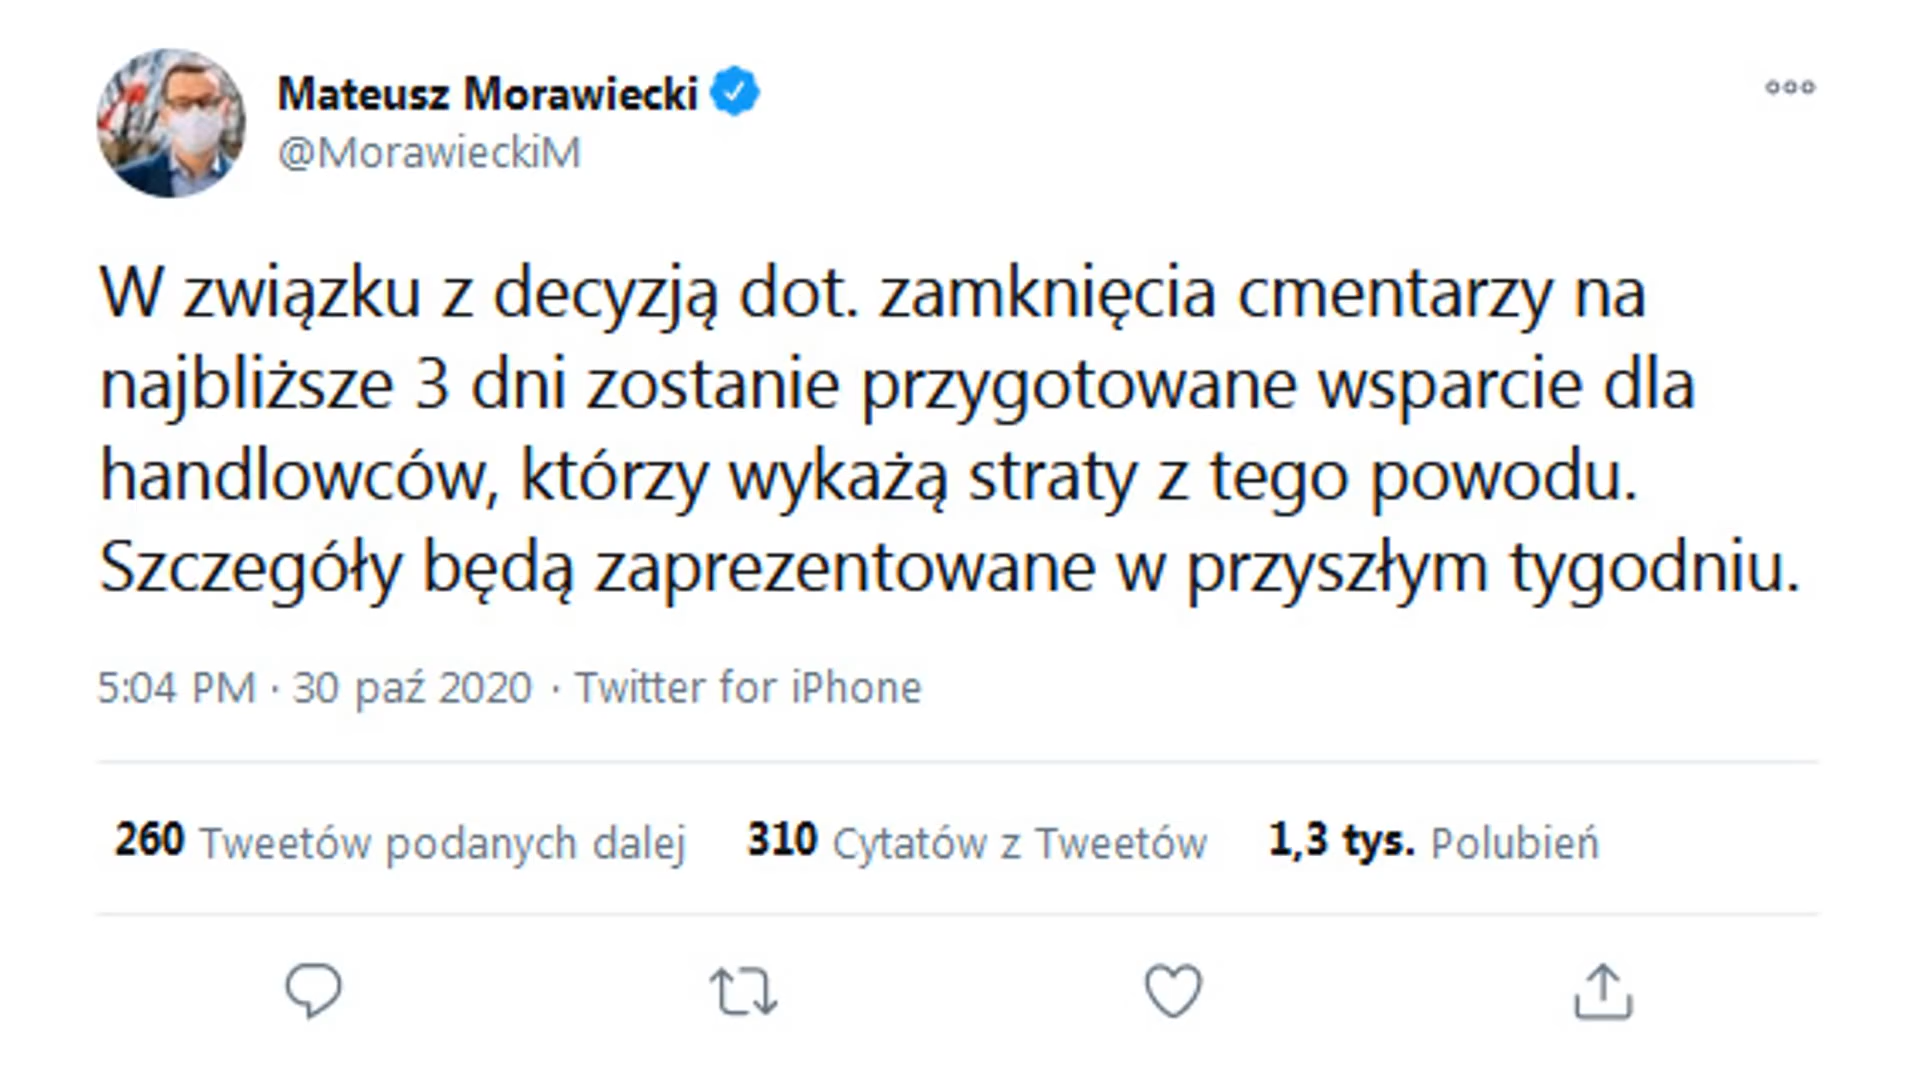 Mateusz Morawiecki
@MorawieckiM
W związku z decyzją dot. zamknięcia cmentarzy na
najbliższe 3 dni zostanie przygotowane wsparcie dla
handlowców, którzy wykażą straty z tego powodu.
Szczegóły będą zaprezentowane w przyszłym tygodniu.
5:04 PM · 30 paź 2020 · Twitter for iPhone
260 Tweetów podanych dalej 310 Cytatów z Tweetów 1,3 tys. Polubień